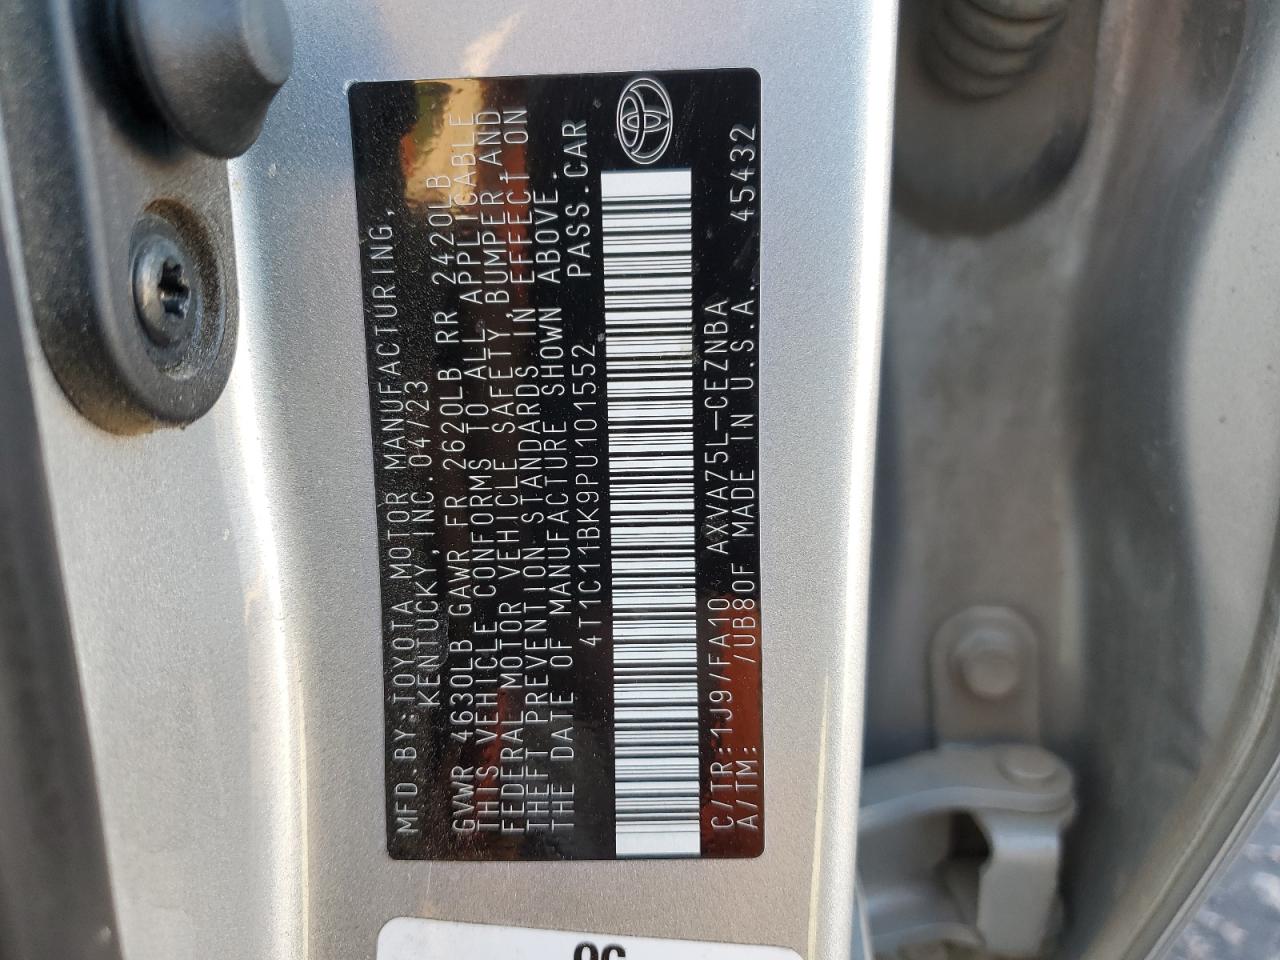 MFD.BY:TOYOTA MOTOR MANUFACTURING,
KENTUCKY,INC.04/23
GVWR 4630LB GAWR FR 2620LB RR 2420LB
THIS VEHICLE CONFORMS TO ALL APPLICABLE
FEDERAL MOTOR VEHICLE SAFETY,BUMPER,AND
THEFT PREVENTION STANDARDS IN EFFECT ON
THE DATE OF MANUFACTURE SHOWN ABOVE.
4T1C11BK9PU101552 PASS.CAR
C/TR:1J9/FA10 AXVA75L-CEZNBA
A/TM: /UB80F MADE IN U.S.A. 45432